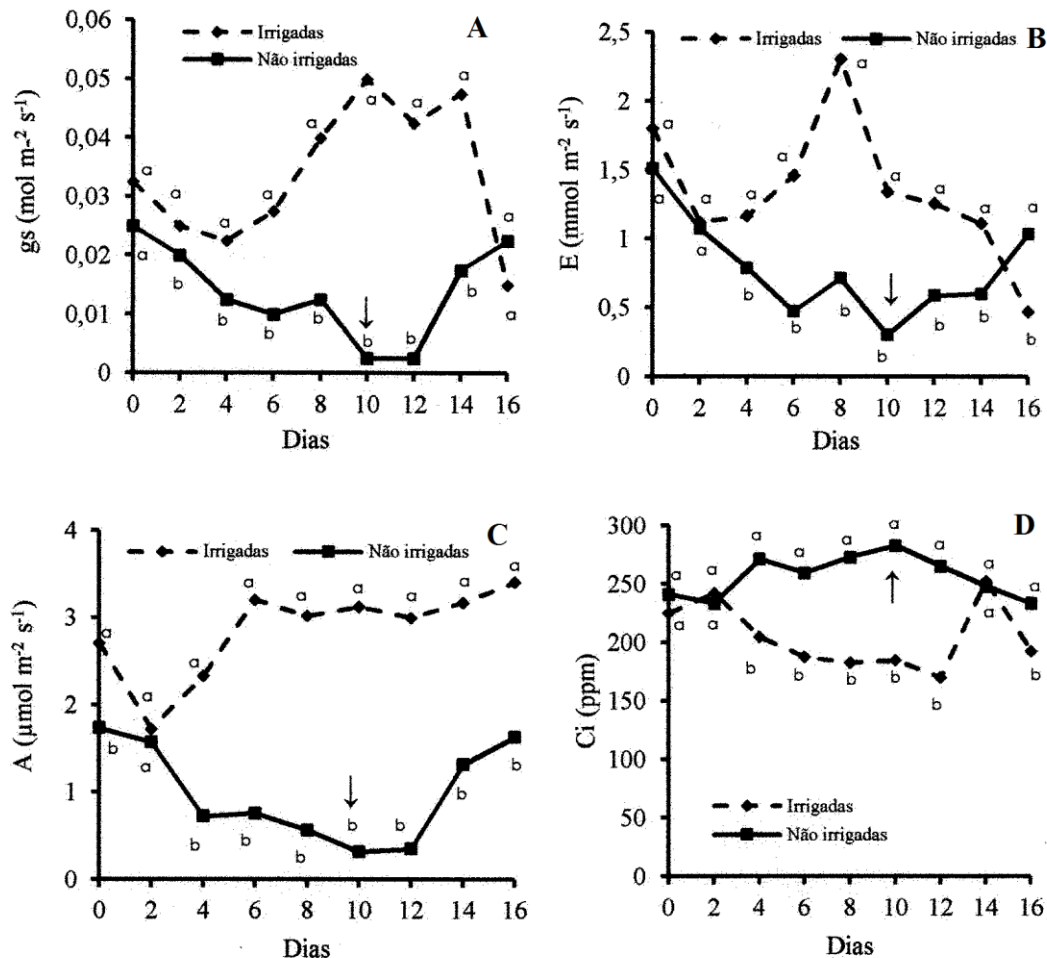 A
Irrigadas
Não irrigadas
gs (mol m-² s-¹)
0,06
0,05
0,04
0,03
0,02
0,01
0
a a a a a a a a a
a b b b b b b b a
0 2 4 6 8 10 12 14 16
Dias
B
Irrigadas Não irrigadas
E (mmol m-² s-¹)
2,5
2
1,5
1
0,5
0
a a a a a a a a b
a a b b b b b b a
0 2 4 6 8 10 12 14 16
Dias
C
Irrigadas Não irrigadas
A (µmol m-² s-¹)
4
3
2
1
0
a a a a a a a a a
b a b b b b b b b
0 2 4 6 8 10 12 14 16
Dias
D
Ci (ppm)
300
250
200
150
100
50
0
a a a a a a a a a
a a b b b b b a b
Irrigadas
Não irrigadas
0 2 4 6 8 10 12 14 16
Dias